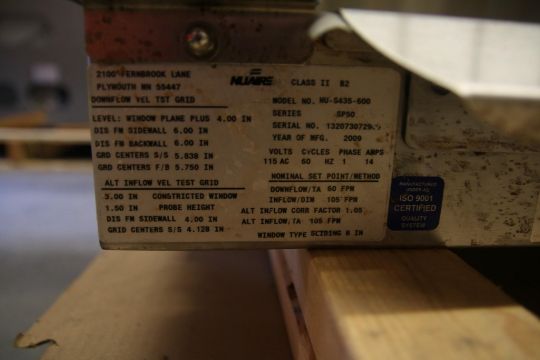 2100 FERNBROOK LANE
PLYMOUTH MN 55447
NUAIRE
CLASS II B2
DOWNFLOW VEL TST GRID
LEVEL: WINDOW PLANE PLUS 4.00 IN
DIS FM SIDEWALL 6.00 IN
DIS FM BACKWALL 6.00 IN
GRD CENTERS S/S 5.838 IN
GRD CENTERS F/B 5.750 IN
ALT INFLOW VEL TEST GRID
3.00 IN CONSTRICTED WINDOW
1.50 IN PROBE HEIGHT
DIS FM SIDEWALL 4.00 IN
GRID CENTERS S/S 4.128 IN
MODEL NO. NU-S435-600
SERIES SP50
SERIAL NO.
YEAR OF MFG. 2009
VOLTS CYCLES PHASE AMPS
115 AC 60 HZ 1 14
NOMINAL SET POINT/METHOD
DOWNFLOW/TA 60 FPM
INFLOW/DIM 105 FPM
ALT INFLOW CORR FACTOR 1.05
ALT INFLOW/TA 105 FPM
WINDOW TYPE 8 IN
MANUFACTURED
UNDER AN
ISO 9001
CERTIFIED
QUALITY
SYSTEM